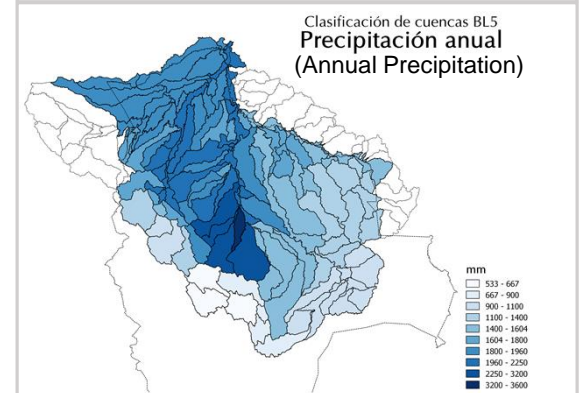 Clasificación de cuencas BL5
Precipitación anual
(Annual Precipitation)
mm
533 - 667
667 - 900
900 - 1100
1100 - 1400
1400 - 1604
1604 - 1800
1800 - 1960
1960 - 2250
2250 - 3200
3200 - 3600